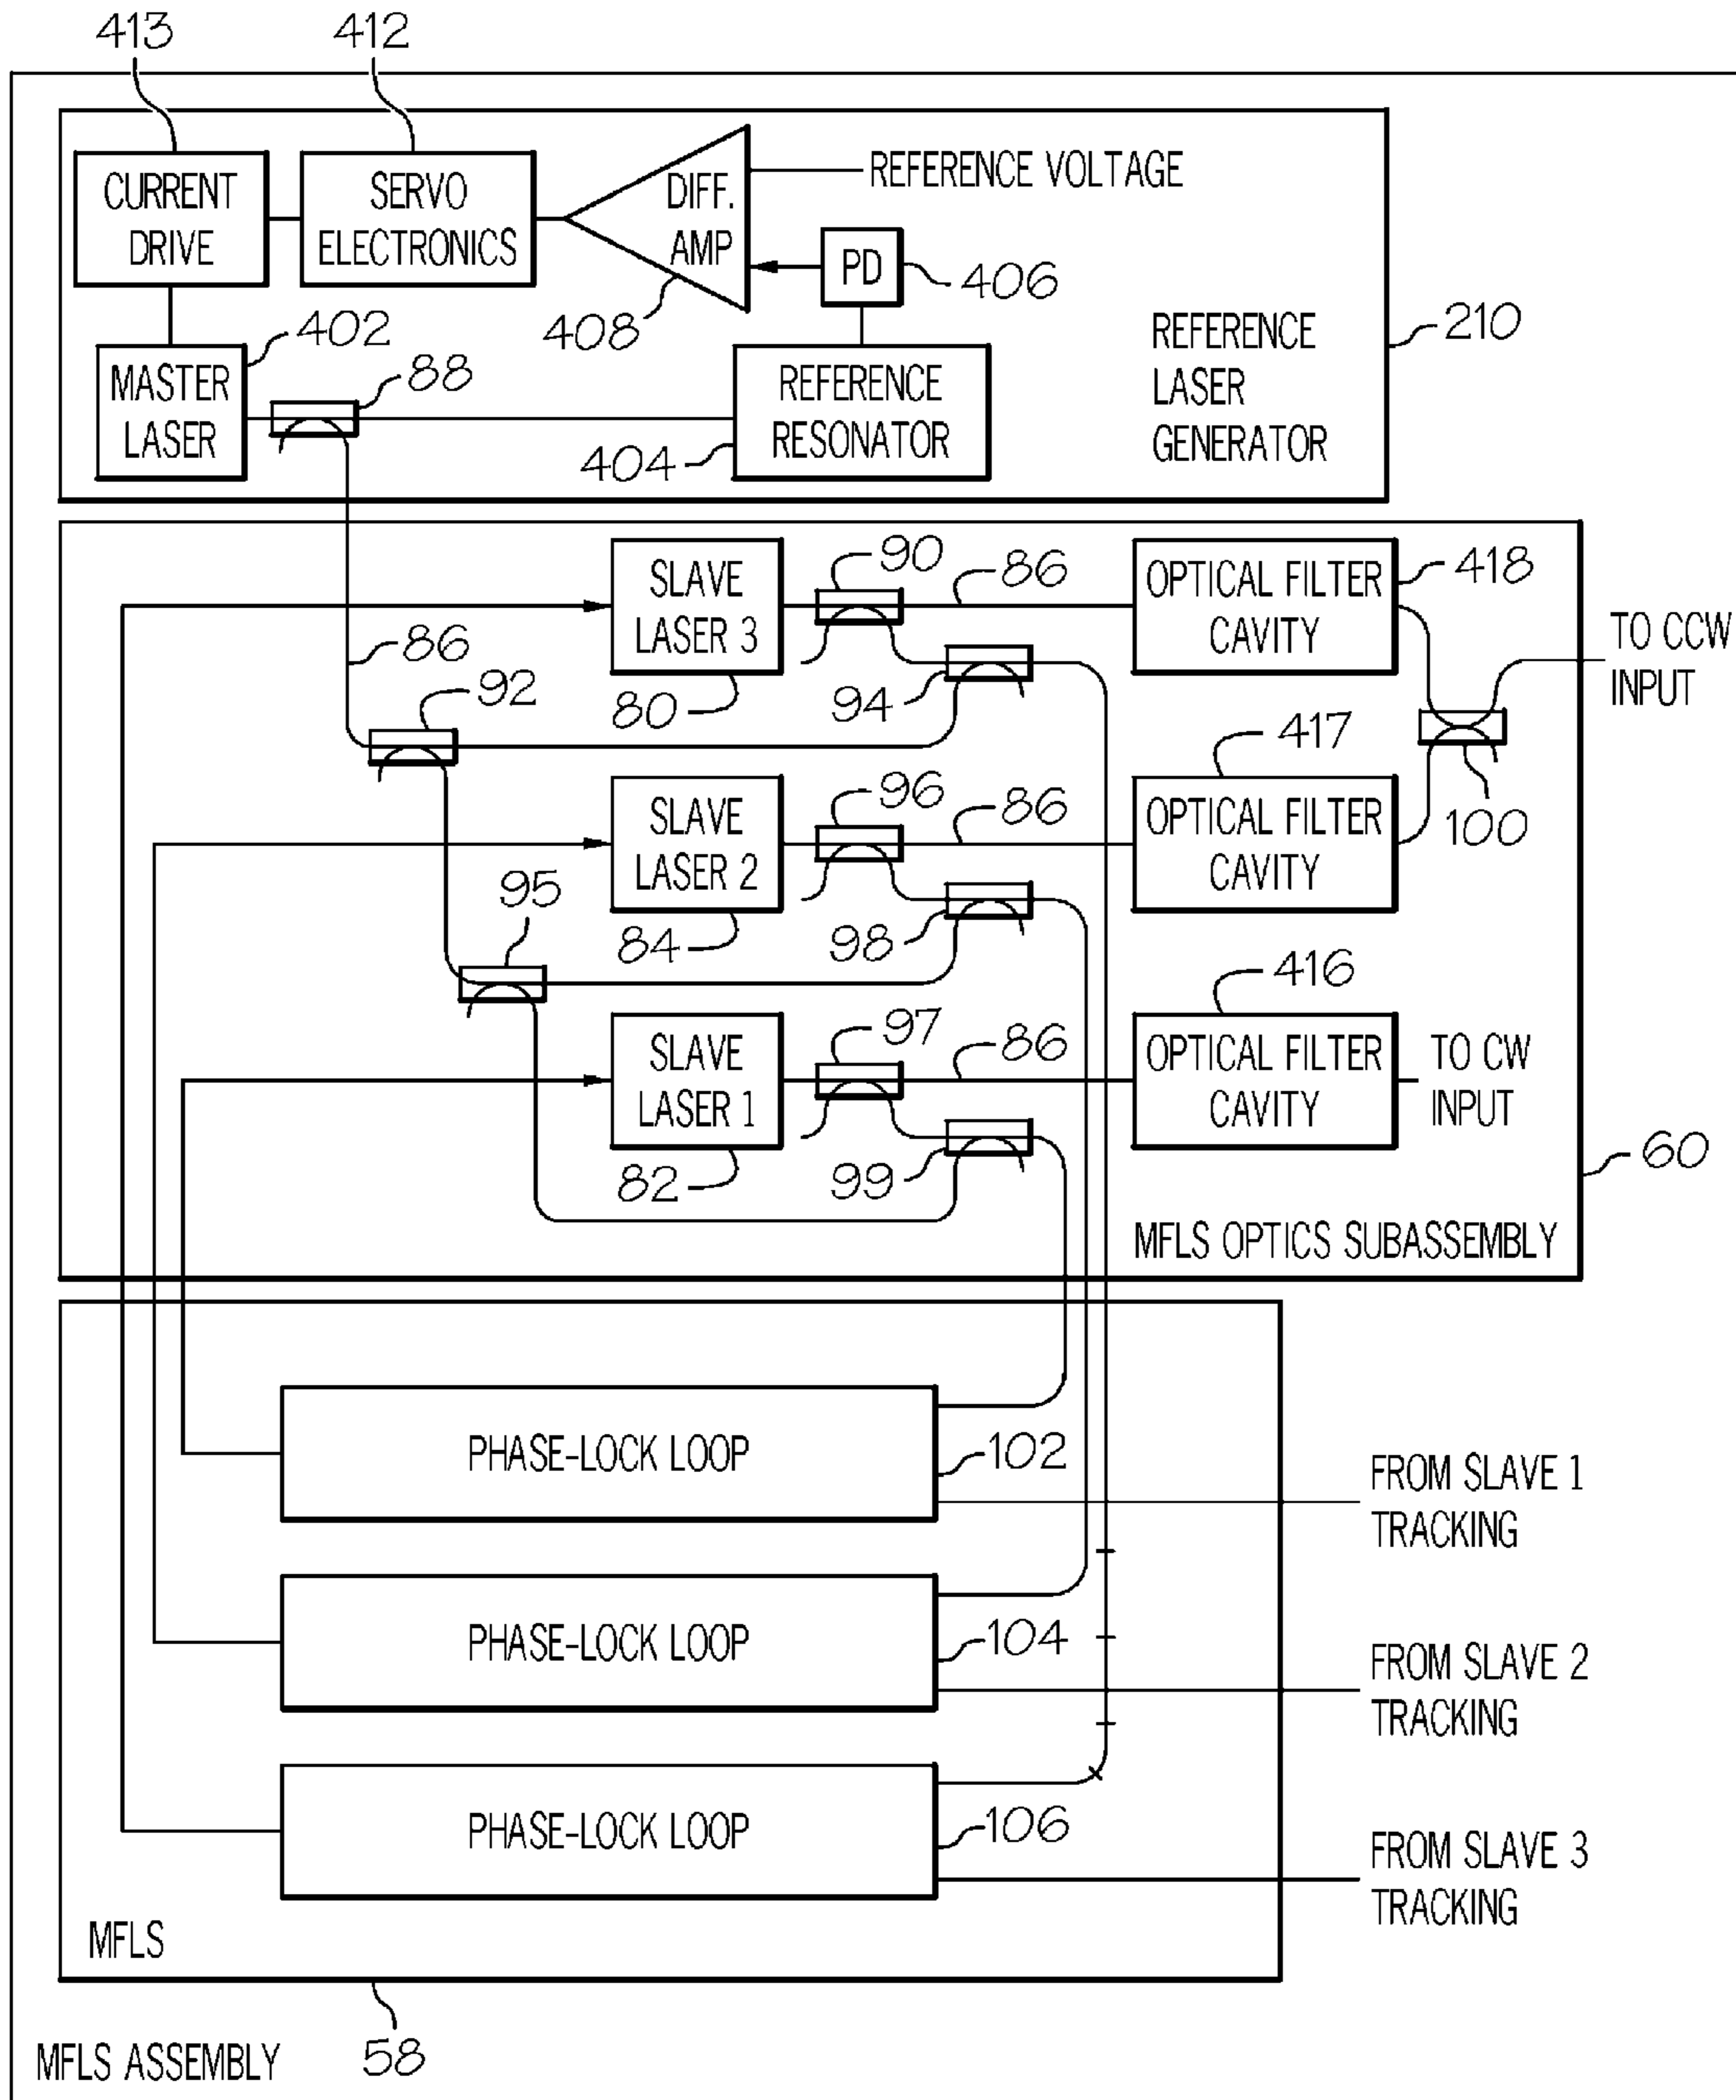 413
412
CURRENT
DRIVE
SERVO
ELECTRONICS
DIFF.
AMP
REFERENCE VOLTAGE
PD
406
408
402
210
MASTER
LASER
88
REFERENCE
RESONATOR
404
REFERENCE
LASER
GENERATOR
SLAVE
LASER 3
80
90
86
OPTICAL FILTER
CAVITY
418
TO CCW
INPUT
86
92
94
417
SLAVE
LASER 2
84
96
86
OPTICAL FILTER
CAVITY
100
95
98
416
SLAVE
LASER 1
82
97
86
OPTICAL FILTER
CAVITY
TO CW
INPUT
99
60
MFLS OPTICS SUBASSEMBLY
PHASE-LOCK LOOP
102
FROM SLAVE 1
TRACKING
PHASE-LOCK LOOP
104
FROM SLAVE 2
TRACKING
PHASE-LOCK LOOP
106
FROM SLAVE 3
TRACKING
MFLS
58
MFLS ASSEMBLY